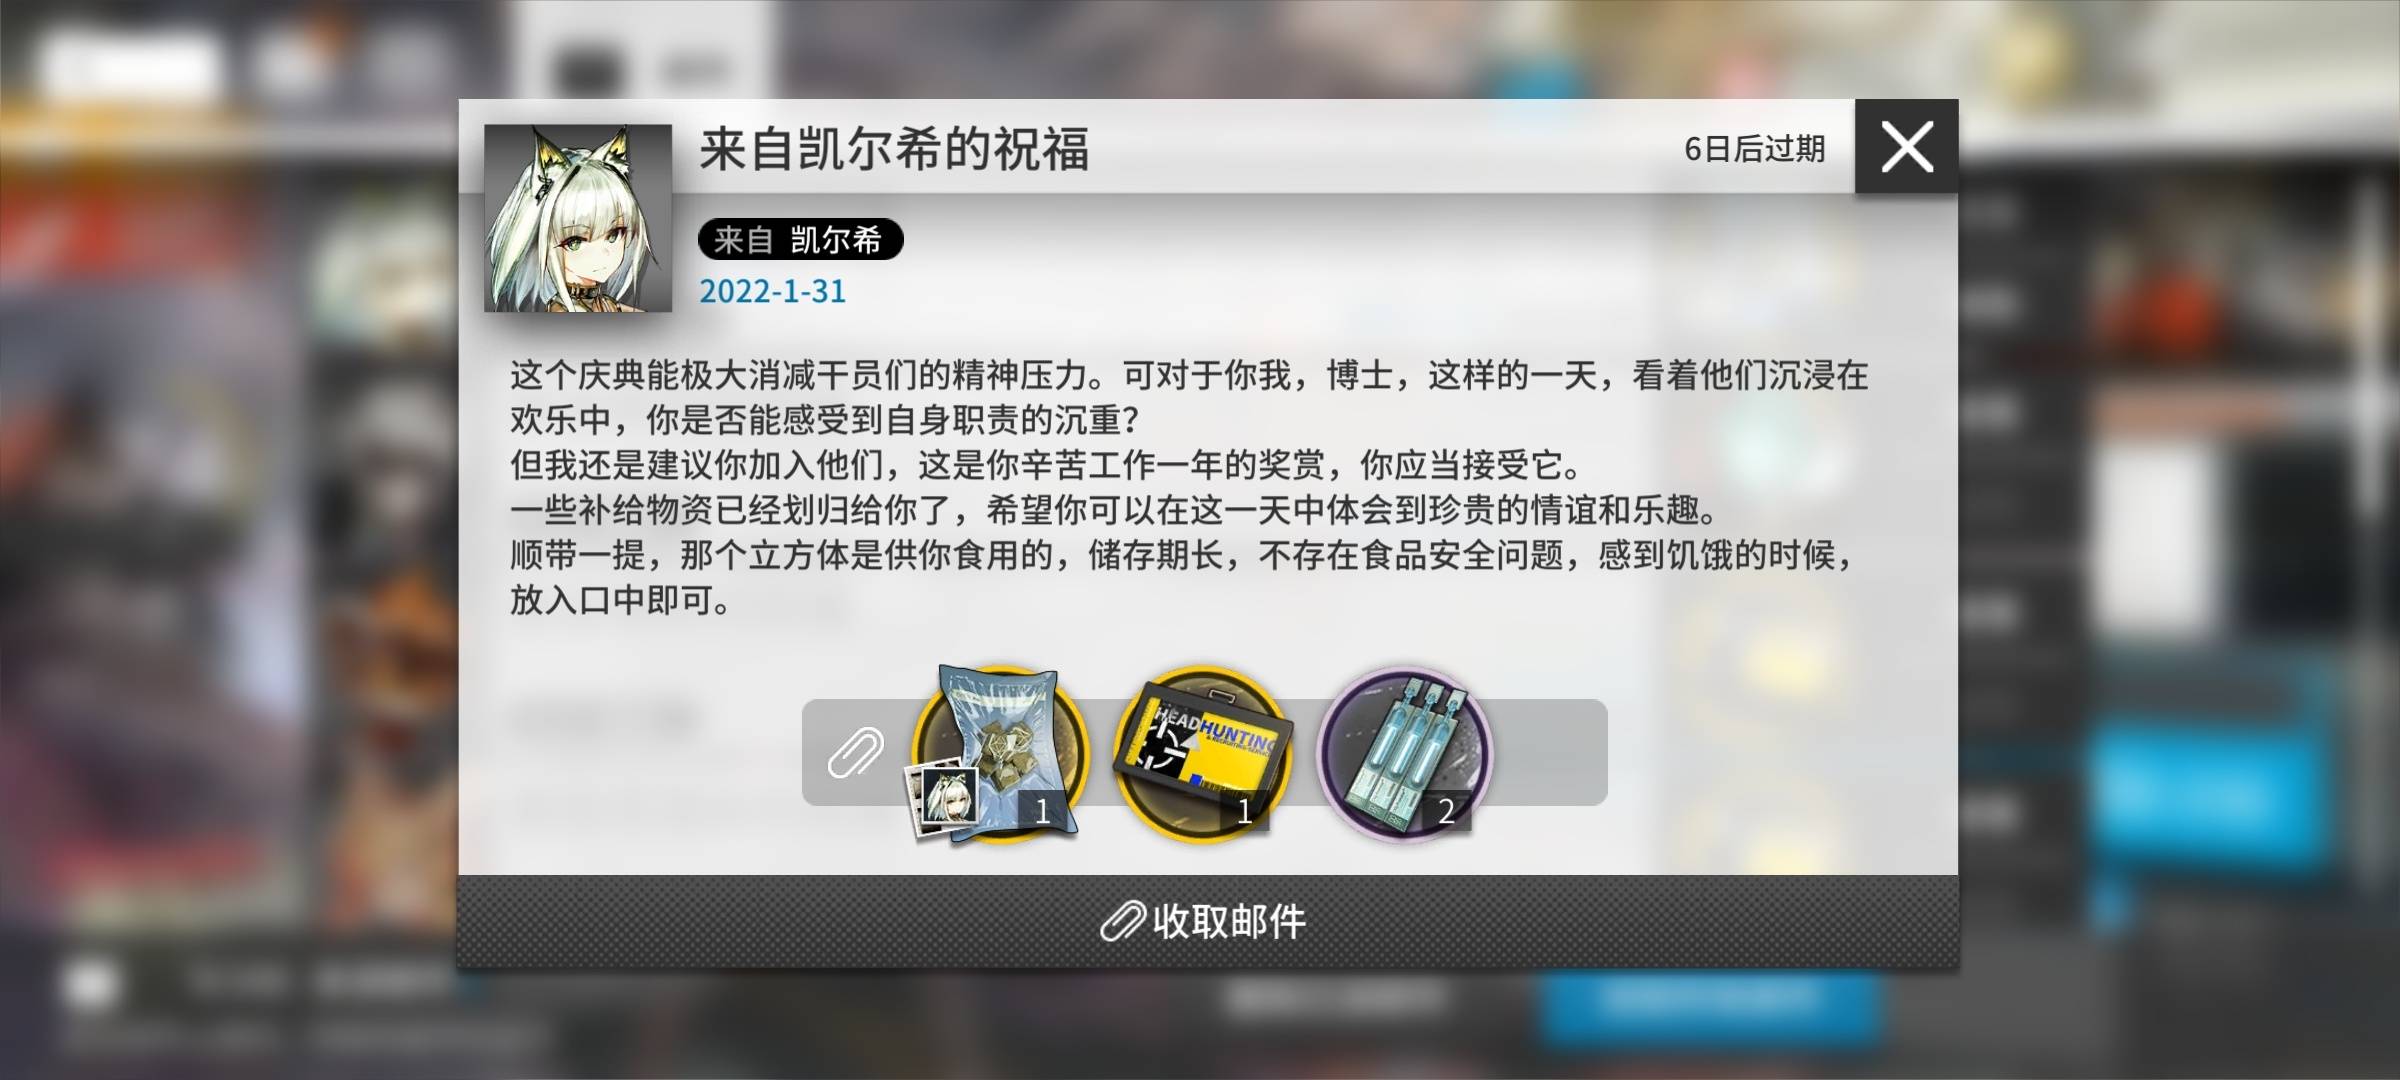 来自凯尔希的祝福
6日后过期
来自 凯尔希
2022-1-31
这个庆典能极大消减干员们的精神压力。可对于你我，博士，这样的一天，看着他们沉浸在
欢乐中，你是否能感受到自身职责的沉重？
但我还是建议你加入他们，这是你辛苦工作一年的奖赏，你应当接受它。
一些补给物资已经划归给你了，希望你可以在这一天中体会到珍贵的情谊和乐趣。
顺带一提，那个立方体是供你食用的，储存期长，不存在食品安全问题，感到饥饿的时候，
放入口中即可。
HEADHUNTING
1
1
2
收取邮件